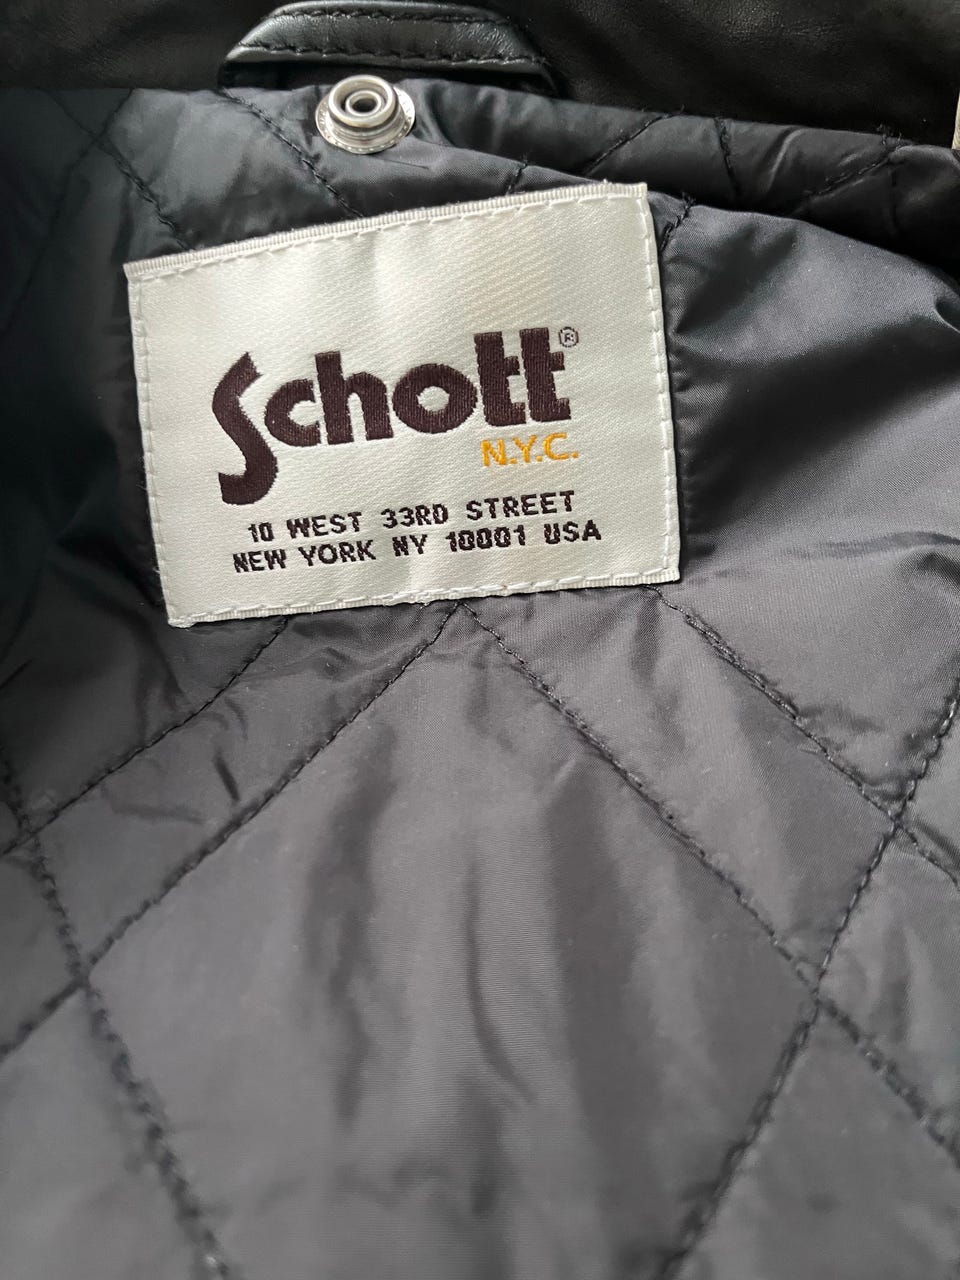 Schott®
N.Y.C.
10 WEST 33RD STREET
NEW YORK NY 10001 USA